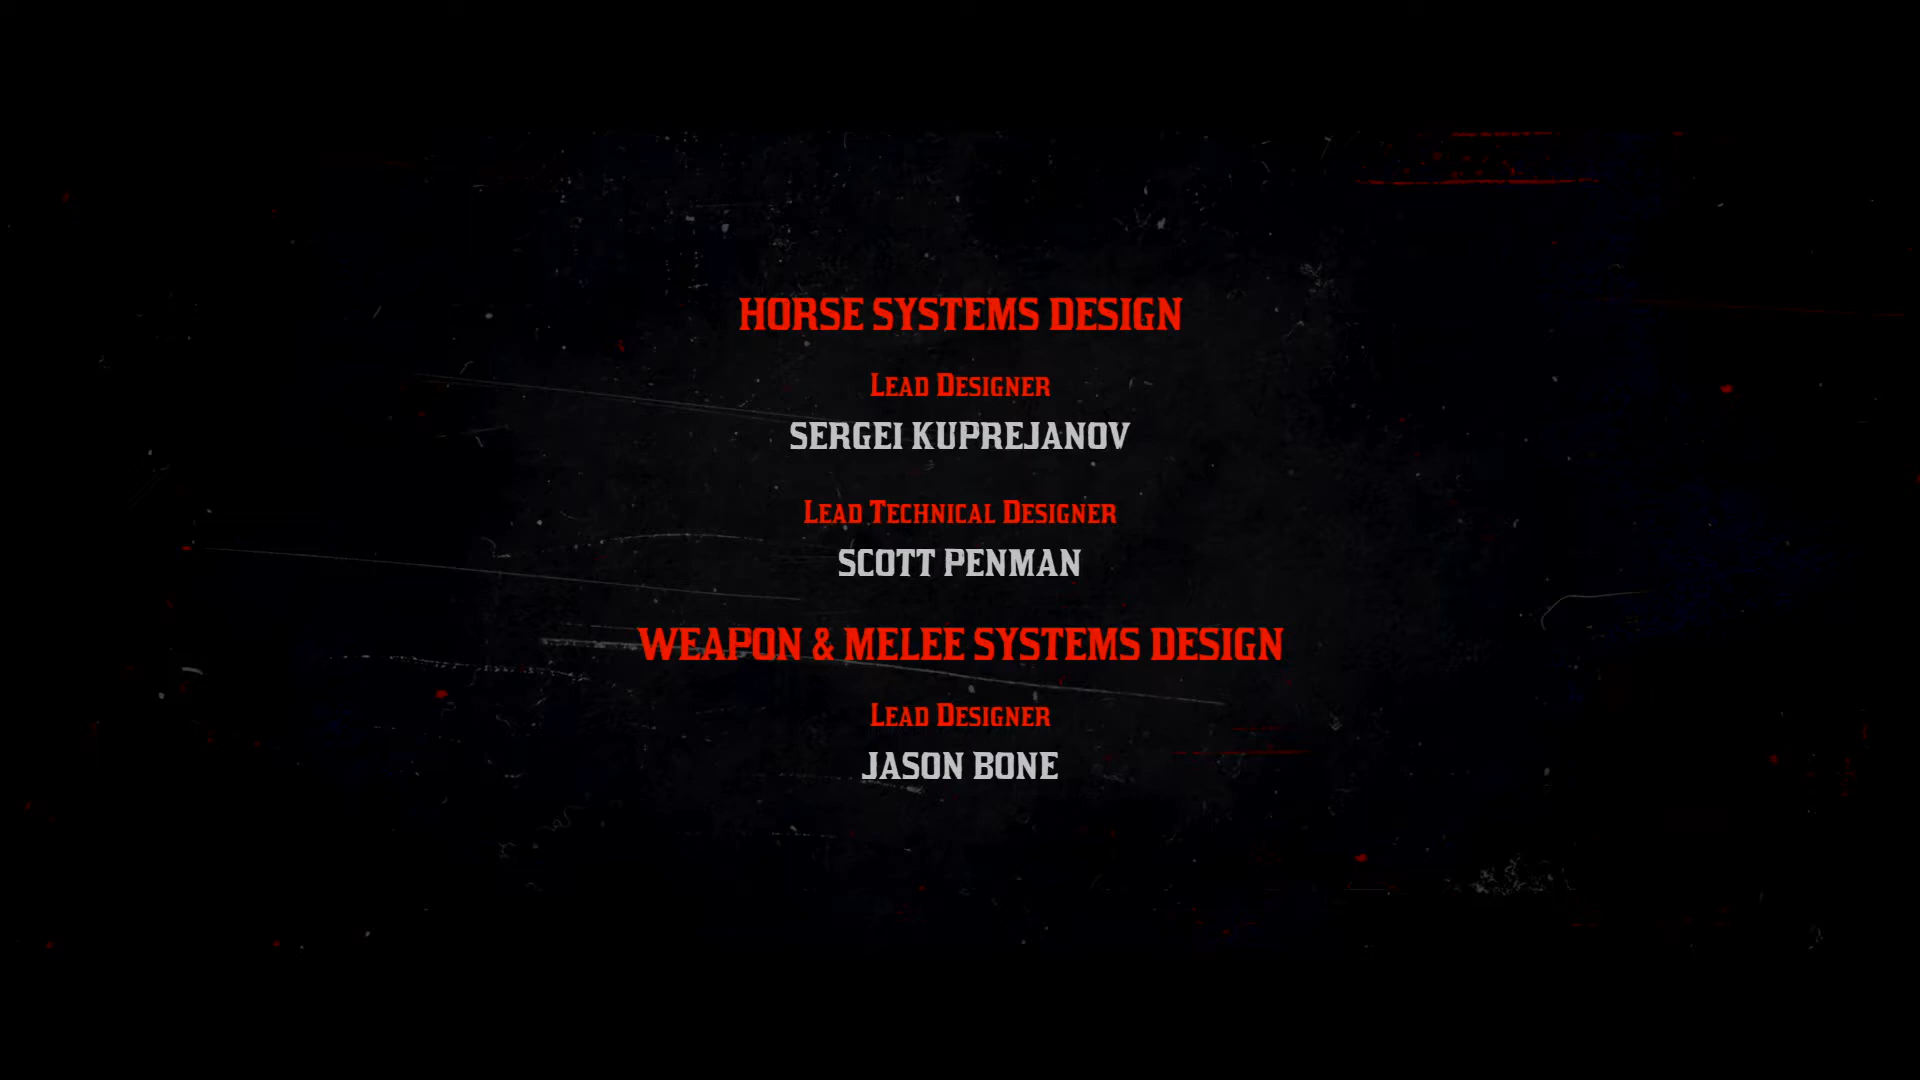 HORSE SYSTEMS DESIGN
LEAD DESIGNER
SERGEI KUPREJANOV
LEAD TECHNICAL DESIGNER
SCOTT PENMAN
WEAPON & MELEE SYSTEMS DESIGN
LEAD DESIGNER
JASON BONE